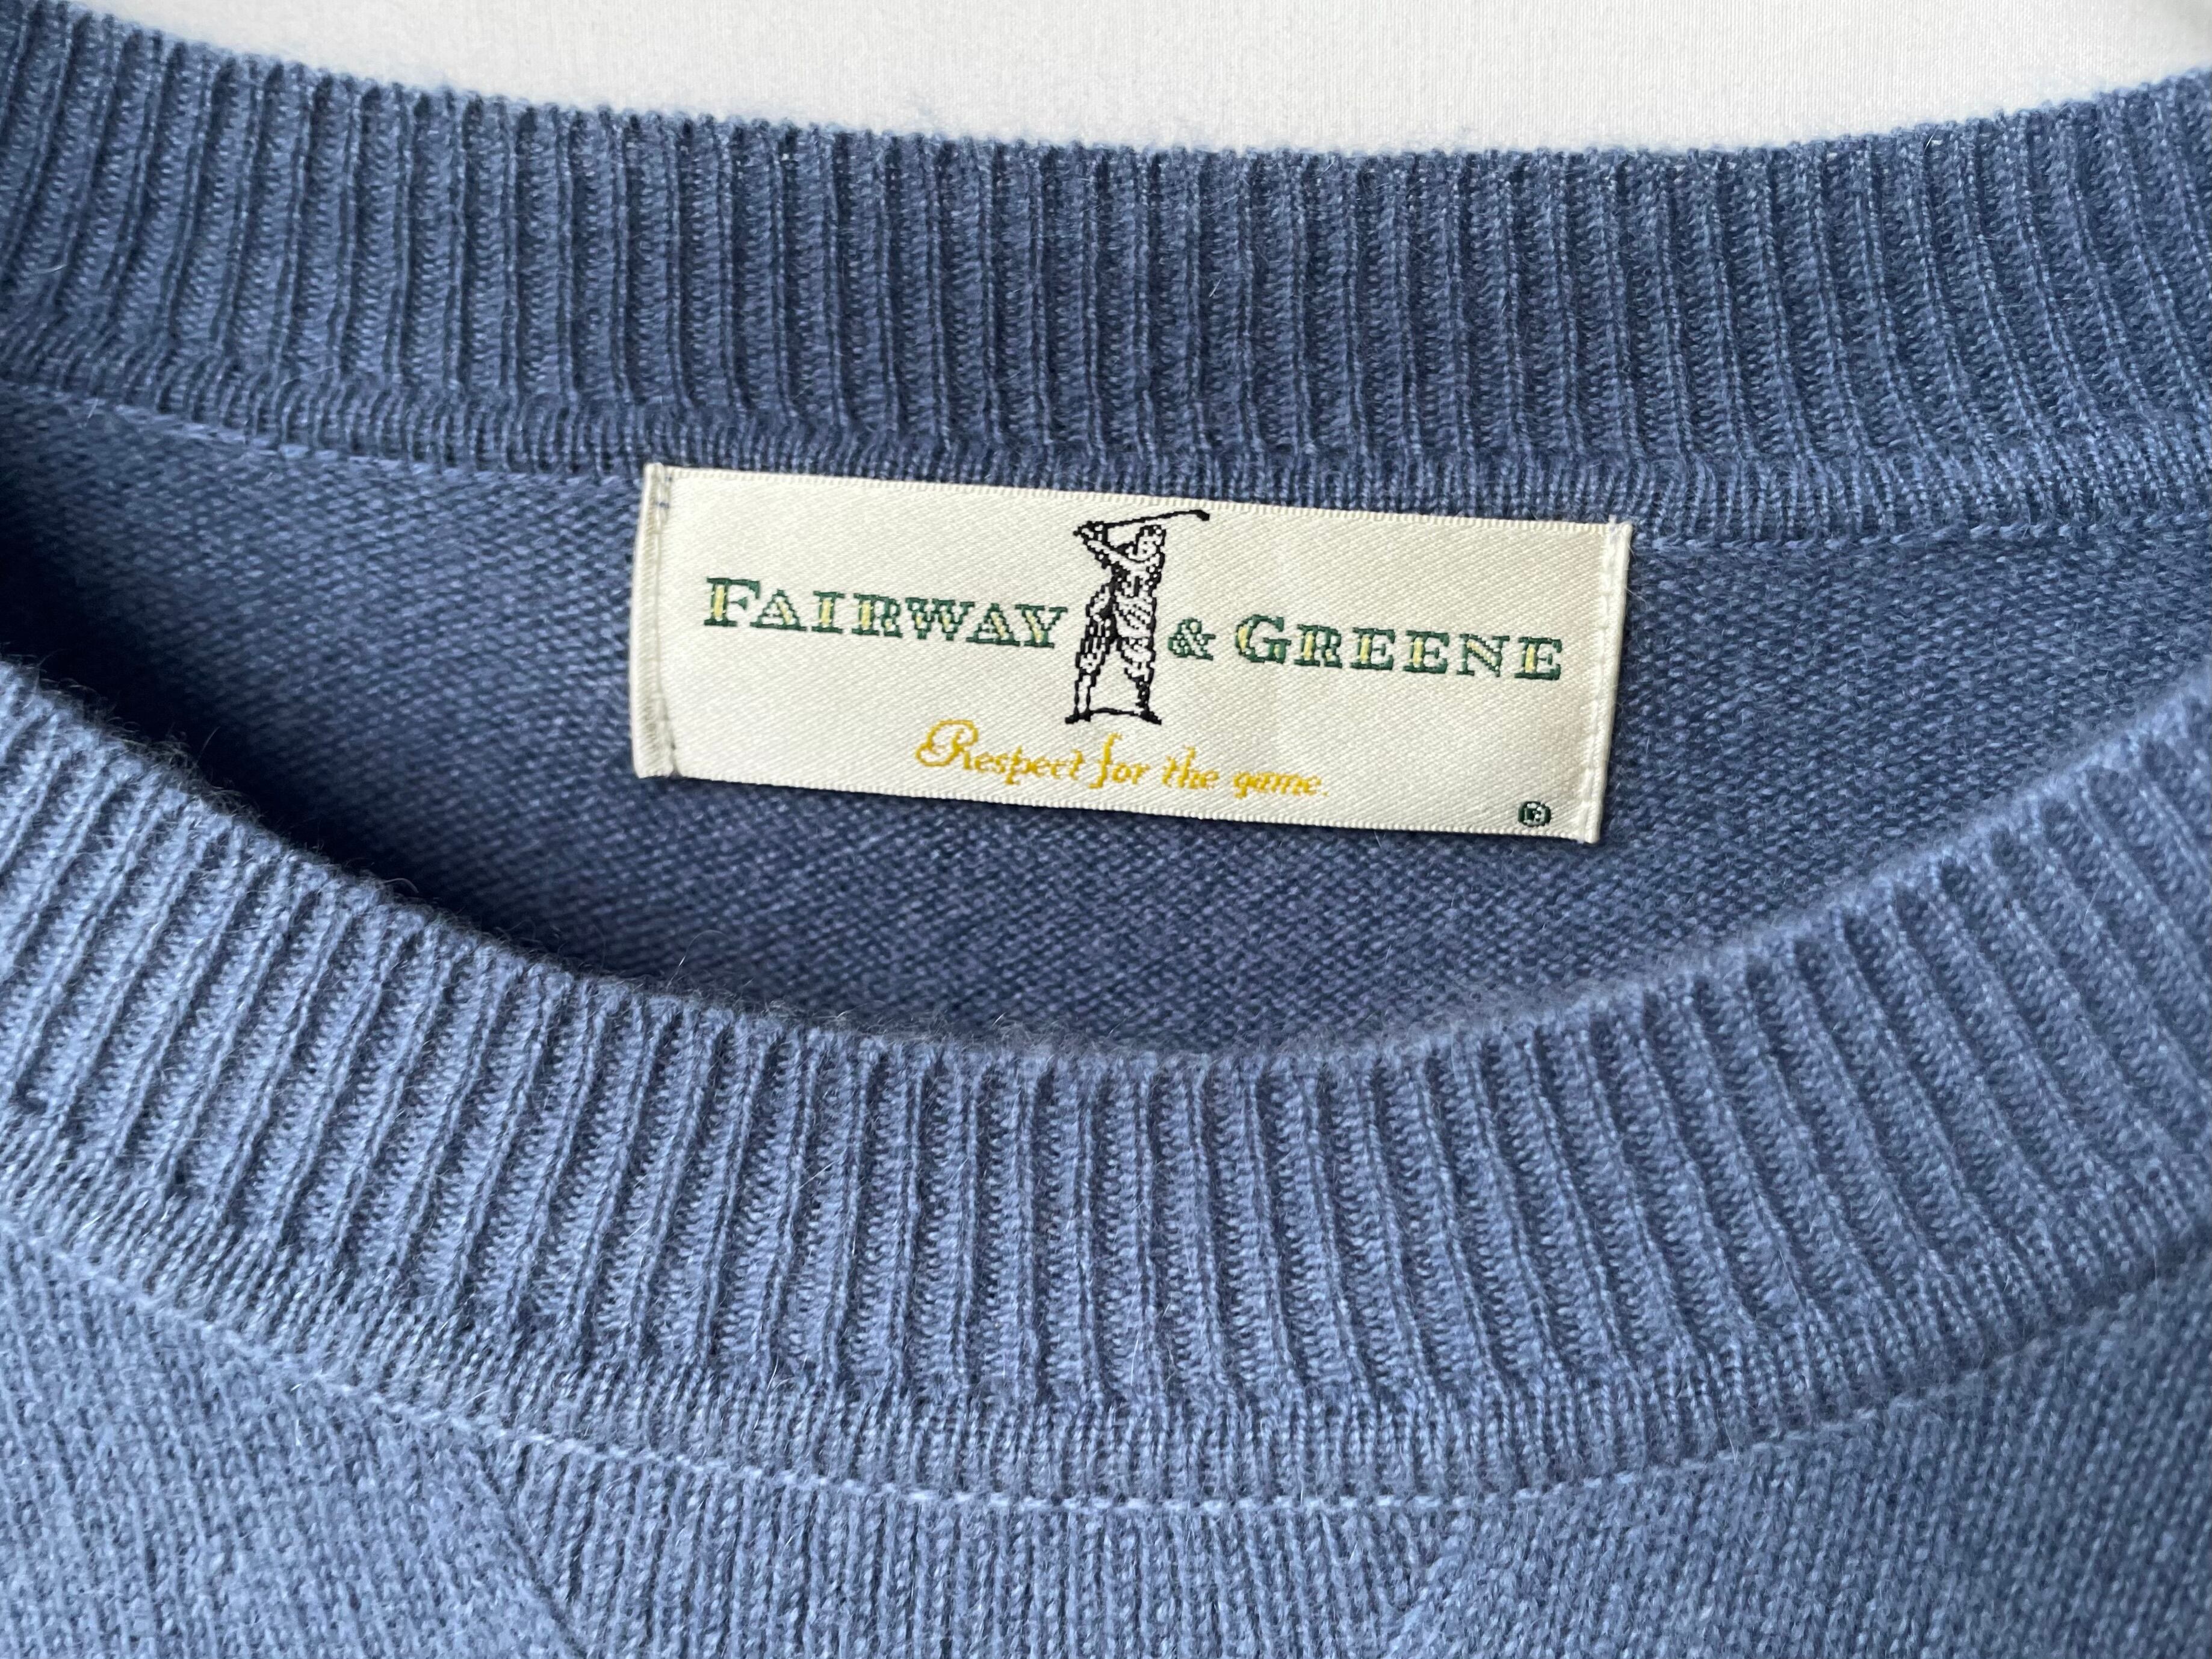 FAIRWAY & GREENE
Respect for the game.
®